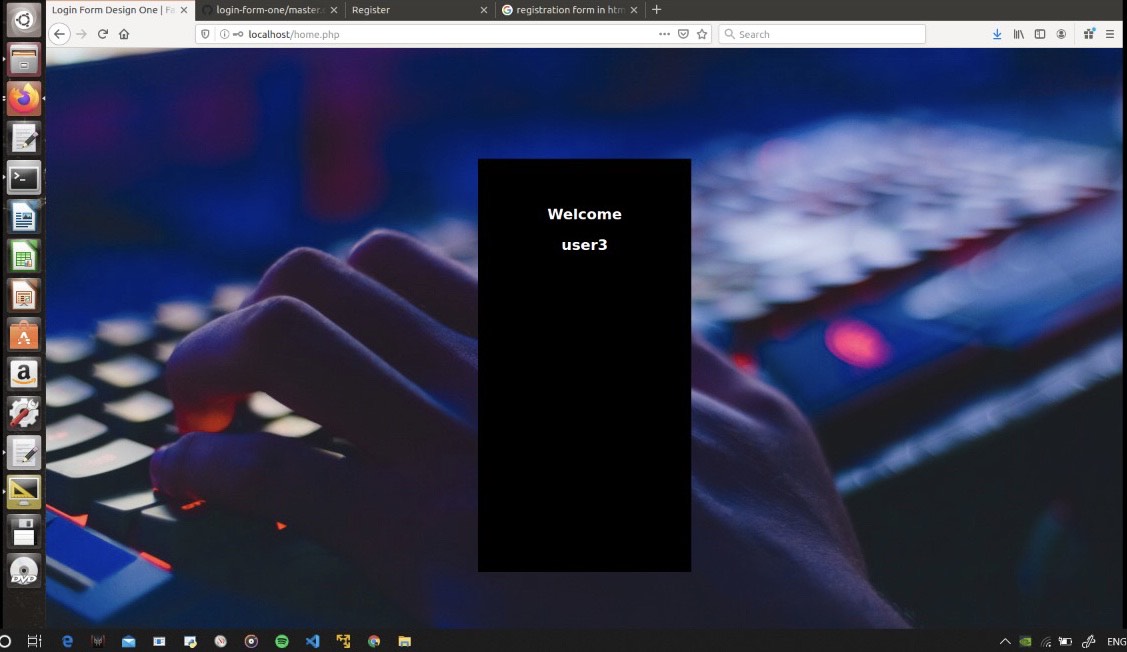 Login Form Design One | Fa
login-form-one/master.
Register
registration form in htm
localhost/home.php
Search
Welcome
user3
a
DVD
ENG